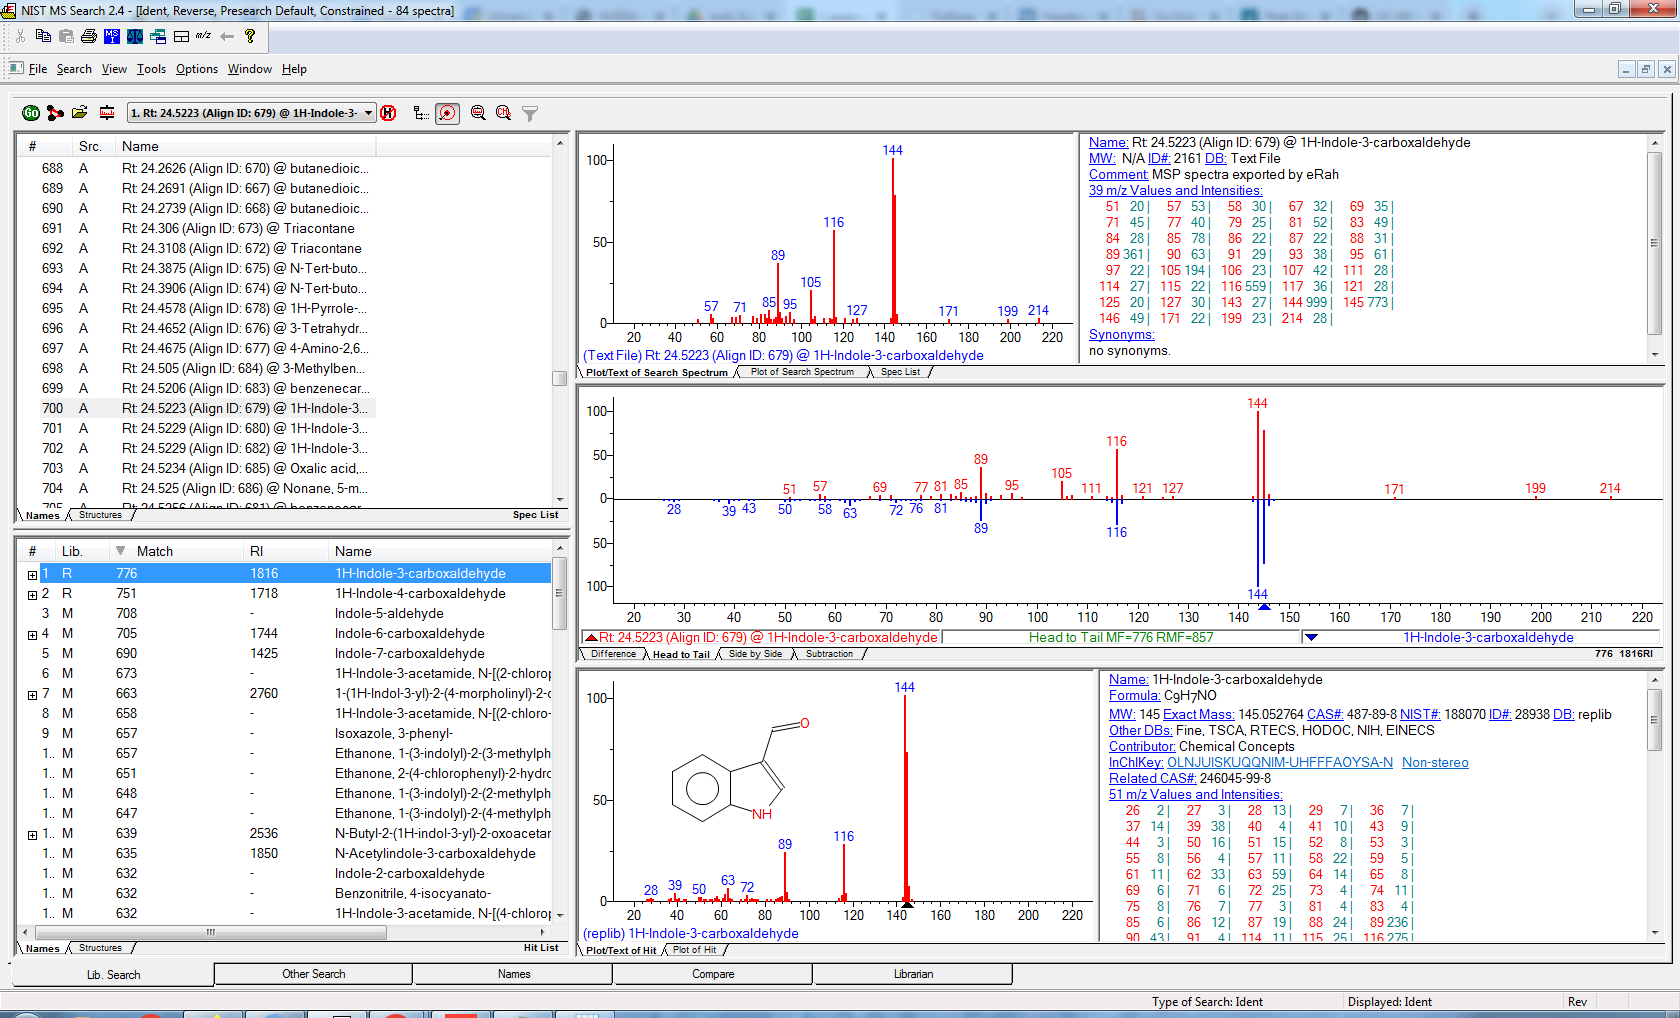 NIST MS Search 2.4 - [Ident, Reverse, Presearch Default, Constrained - 84 spectra]
MS
m/z
?
File Search View Tools Options Window Help
GO
1. Rt: 24.5223 (Align ID: 679) @ 1H-Indole-3-
# Src. Name
688 A Rt: 24.2626 (Align ID: 670) @ butanedioic...
689 A Rt: 24.2691 (Align ID: 667) @ butanedioic...
690 A Rt: 24.2739 (Align ID: 668) @ butanedioic...
691 A Rt: 24.306 (Align ID: 673) @ Triacontane
692 A Rt: 24.3108 (Align ID: 672) @ Triacontane
693 A Rt: 24.3875 (Align ID: 675) @ N-Tert-buto...
694 A Rt: 24.3906 (Align ID: 674) @ N-Tert-buto...
695 A Rt: 24.4578 (Align ID: 678) @ 1H-Pyrrole-...
696 A Rt: 24.4652 (Align ID: 676) @ 3-Tetrahydr...
697 A Rt: 24.4675 (Align ID: 677) @ 4-Amino-2,6...
698 A Rt: 24.505 (Align ID: 684) @ 3-Methylben...
699 A Rt: 24.5206 (Align ID: 683) @ benzenecar...
700 A Rt: 24.5223 (Align ID: 679) @ 1H-Indole-3...
701 A Rt: 24.5229 (Align ID: 680) @ 1H-Indole-3...
702 A Rt: 24.5229 (Align ID: 682) @ 1H-Indole-3...
703 A Rt: 24.5234 (Align ID: 685) @ Oxalic acid,...
704 A Rt: 24.525 (Align ID: 686) @ Nonane, 5-m...
705 A Rt: 24.5256 (Align ID: 681) @ benzenecar...
Names Structures Spec List
# Lib. Match RI Name
1 R 776 1816 1H-Indole-3-carboxaldehyde
2 R 751 1718 1H-Indole-4-carboxaldehyde
3 M 708 - Indole-5-aldehyde
4 M 705 1744 Indole-6-carboxaldehyde
5 M 690 1425 Indole-7-carboxaldehyde
6 M 673 - 1H-Indole-3-acetamide, N-[(2-chlorop
7 M 663 2760 1-(1H-Indol-3-yl)-2-(4-morpholinyl)-2-c
8 M 658 - 1H-Indole-3-acetamide, N-[(2-chloro-
9 M 657 - Isoxazole, 3-phenyl-
1.. M 657 - Ethanone, 1-(3-indolyl)-2-(3-methylph
1.. M 651 - Ethanone, 2-(4-chlorophenyl)-2-hydro
1.. M 648 - Ethanone, 1-(3-indolyl)-2-(2-methylph
1.. M 647 - Ethanone, 1-(3-indolyl)-2-(4-methylph
1.. M 639 2536 N-Butyl-2-(1H-indol-3-yl)-2-oxoacetar
1.. M 635 1850 N-Acetylindole-3-carboxaldehyde
1.. M 632 - Indole-2-carboxaldehyde
1.. M 632 - Benzonitrile, 4-isocyanato-
1.. M 632 - 1H-Indole-3-acetamide, N-[(4-chlorop
Names Structures Hit List
100 50 0
57 71 85 89 95 105 116 127 144 171 199 214
20 40 60 80 100 120 140 160 180 200 220
(Text File) Rt: 24.5223 (Align ID: 679) @ 1H-Indole-3-carboxaldehyde
Plot/Text of Search Spectrum Plot of Search Spectrum Spec List
Name: Rt: 24.5223 (Align ID: 679) @ 1H-Indole-3-carboxaldehyde
MW: N/A ID#: 2161 DB: Text File
Comment: MSP spectra exported by eRah
39 m/z Values and Intensities:
51 20| 57 53| 58 30| 67 32| 69 35|
71 45| 77 40| 79 25| 81 52| 83 49|
84 28| 85 78| 86 22| 87 22| 88 31|
89 361| 90 63| 91 29| 93 38| 95 61|
97 22| 105 194| 106 23| 107 42| 111 28|
114 27| 115 22| 116 559| 117 36| 121 28|
125 20| 127 30| 143 27| 144 999| 145 773|
146 49| 171 22| 199 23| 214 28|
Synonyms:
no synonyms.
100 50 0 50 100
51 57 69 77 81 85 89 95 105 111 116 121 127 144 171 199 214
28 39 43 50 58 63 72 76 81 89 116 144
20 30 40 50 60 70 80 90 100 110 120 130 140 150 160 170 180 190 200 210 220
Rt: 24.5223 (Align ID: 679) @ 1H-Indole-3-carboxaldehyde Head to Tail MF=776 RMF=857 1H-Indole-3-carboxaldehyde
Difference Head to Tail Side by Side Subtraction 776 1816RI
100 50 0
O
NH
28 39 50 63 72 89 116 144
20 40 60 80 100 120 140 160 180 200 220
(replib) 1H-Indole-3-carboxaldehyde
Plot/Text of Hit Plot of Hit
Name: 1H-Indole-3-carboxaldehyde
Formula: C9H7NO
MW: 145 Exact Mass: 145.052764 CAS#: 487-89-8 NIST#: 188070 ID#: 28938 DB: replib
Other DBs: Fine, TSCA, RTECS, HODOC, NIH, EINECS
Contributor: Chemical Concepts
InChIKey: OLNJUISKUQQNIM-UHFFFAOYSA-N Non-stereo
Related CAS#: 246045-99-8
51 m/z Values and Intensities:
26 2| 27 3| 28 13| 29 7| 36 7|
37 14| 39 38| 40 4| 41 10| 43 9|
44 3| 50 16| 51 15| 52 8| 53 3|
55 8| 56 4| 57 11| 58 22| 59 5|
61 11| 62 33| 63 59| 64 14| 65 8|
69 6| 71 6| 72 25| 73 4| 74 11|
75 8| 76 7| 77 3| 81 4| 83 4|
85 6| 86 12| 87 19| 88 24| 89 236|
90 43| 91 4| 114 11| 115 25| 116 275|
Lib. Search Other Search Names Compare Librarian
Type of Search: Ident Displayed: Ident Rev